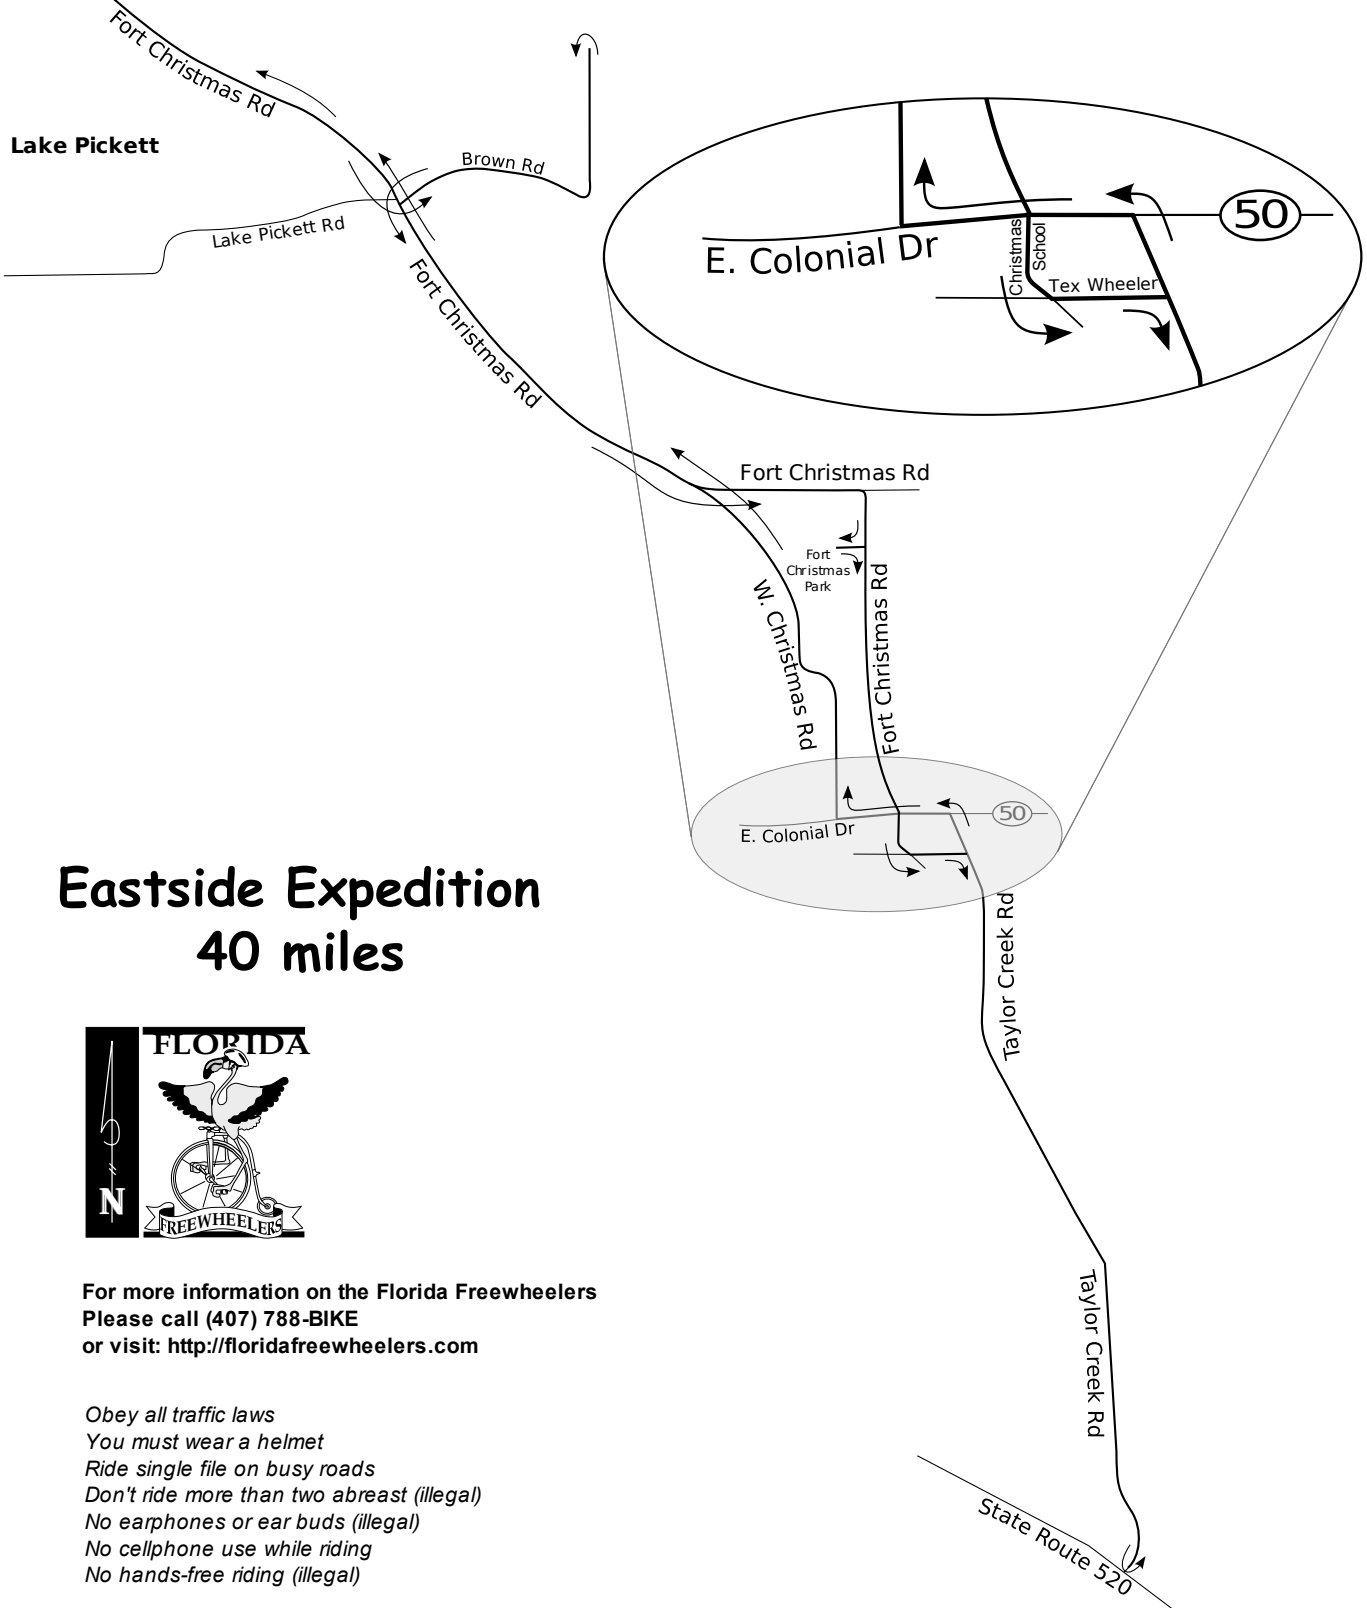 Fort Christmas Rd
Lake Pickett
Brown Rd
Lake Pickett Rd
Fort Christmas Rd
50
E. Colonial Dr
Christmas
School
Tex Wheeler
Fort Christmas Rd
Fort
Christmas
Park
Fort Christmas Rd
W. Christmas Rd
50
E. Colonial Dr
Eastside Expedition
40 miles
Taylor Creek Rd
FLORIDA
N
FREEWHEELERS
For more information on the Florida Freewheelers
Please call (407) 788-BIKE
or visit: http://floridafreewheelers.com
Taylor Creek Rd
Obey all traffic laws
You must wear a helmet
Ride single file on busy roads
Don't ride more than two abreast (illegal)
No earphones or ear buds (illegal)
No cellphone use while riding
No hands-free riding (illegal)
State Route 520